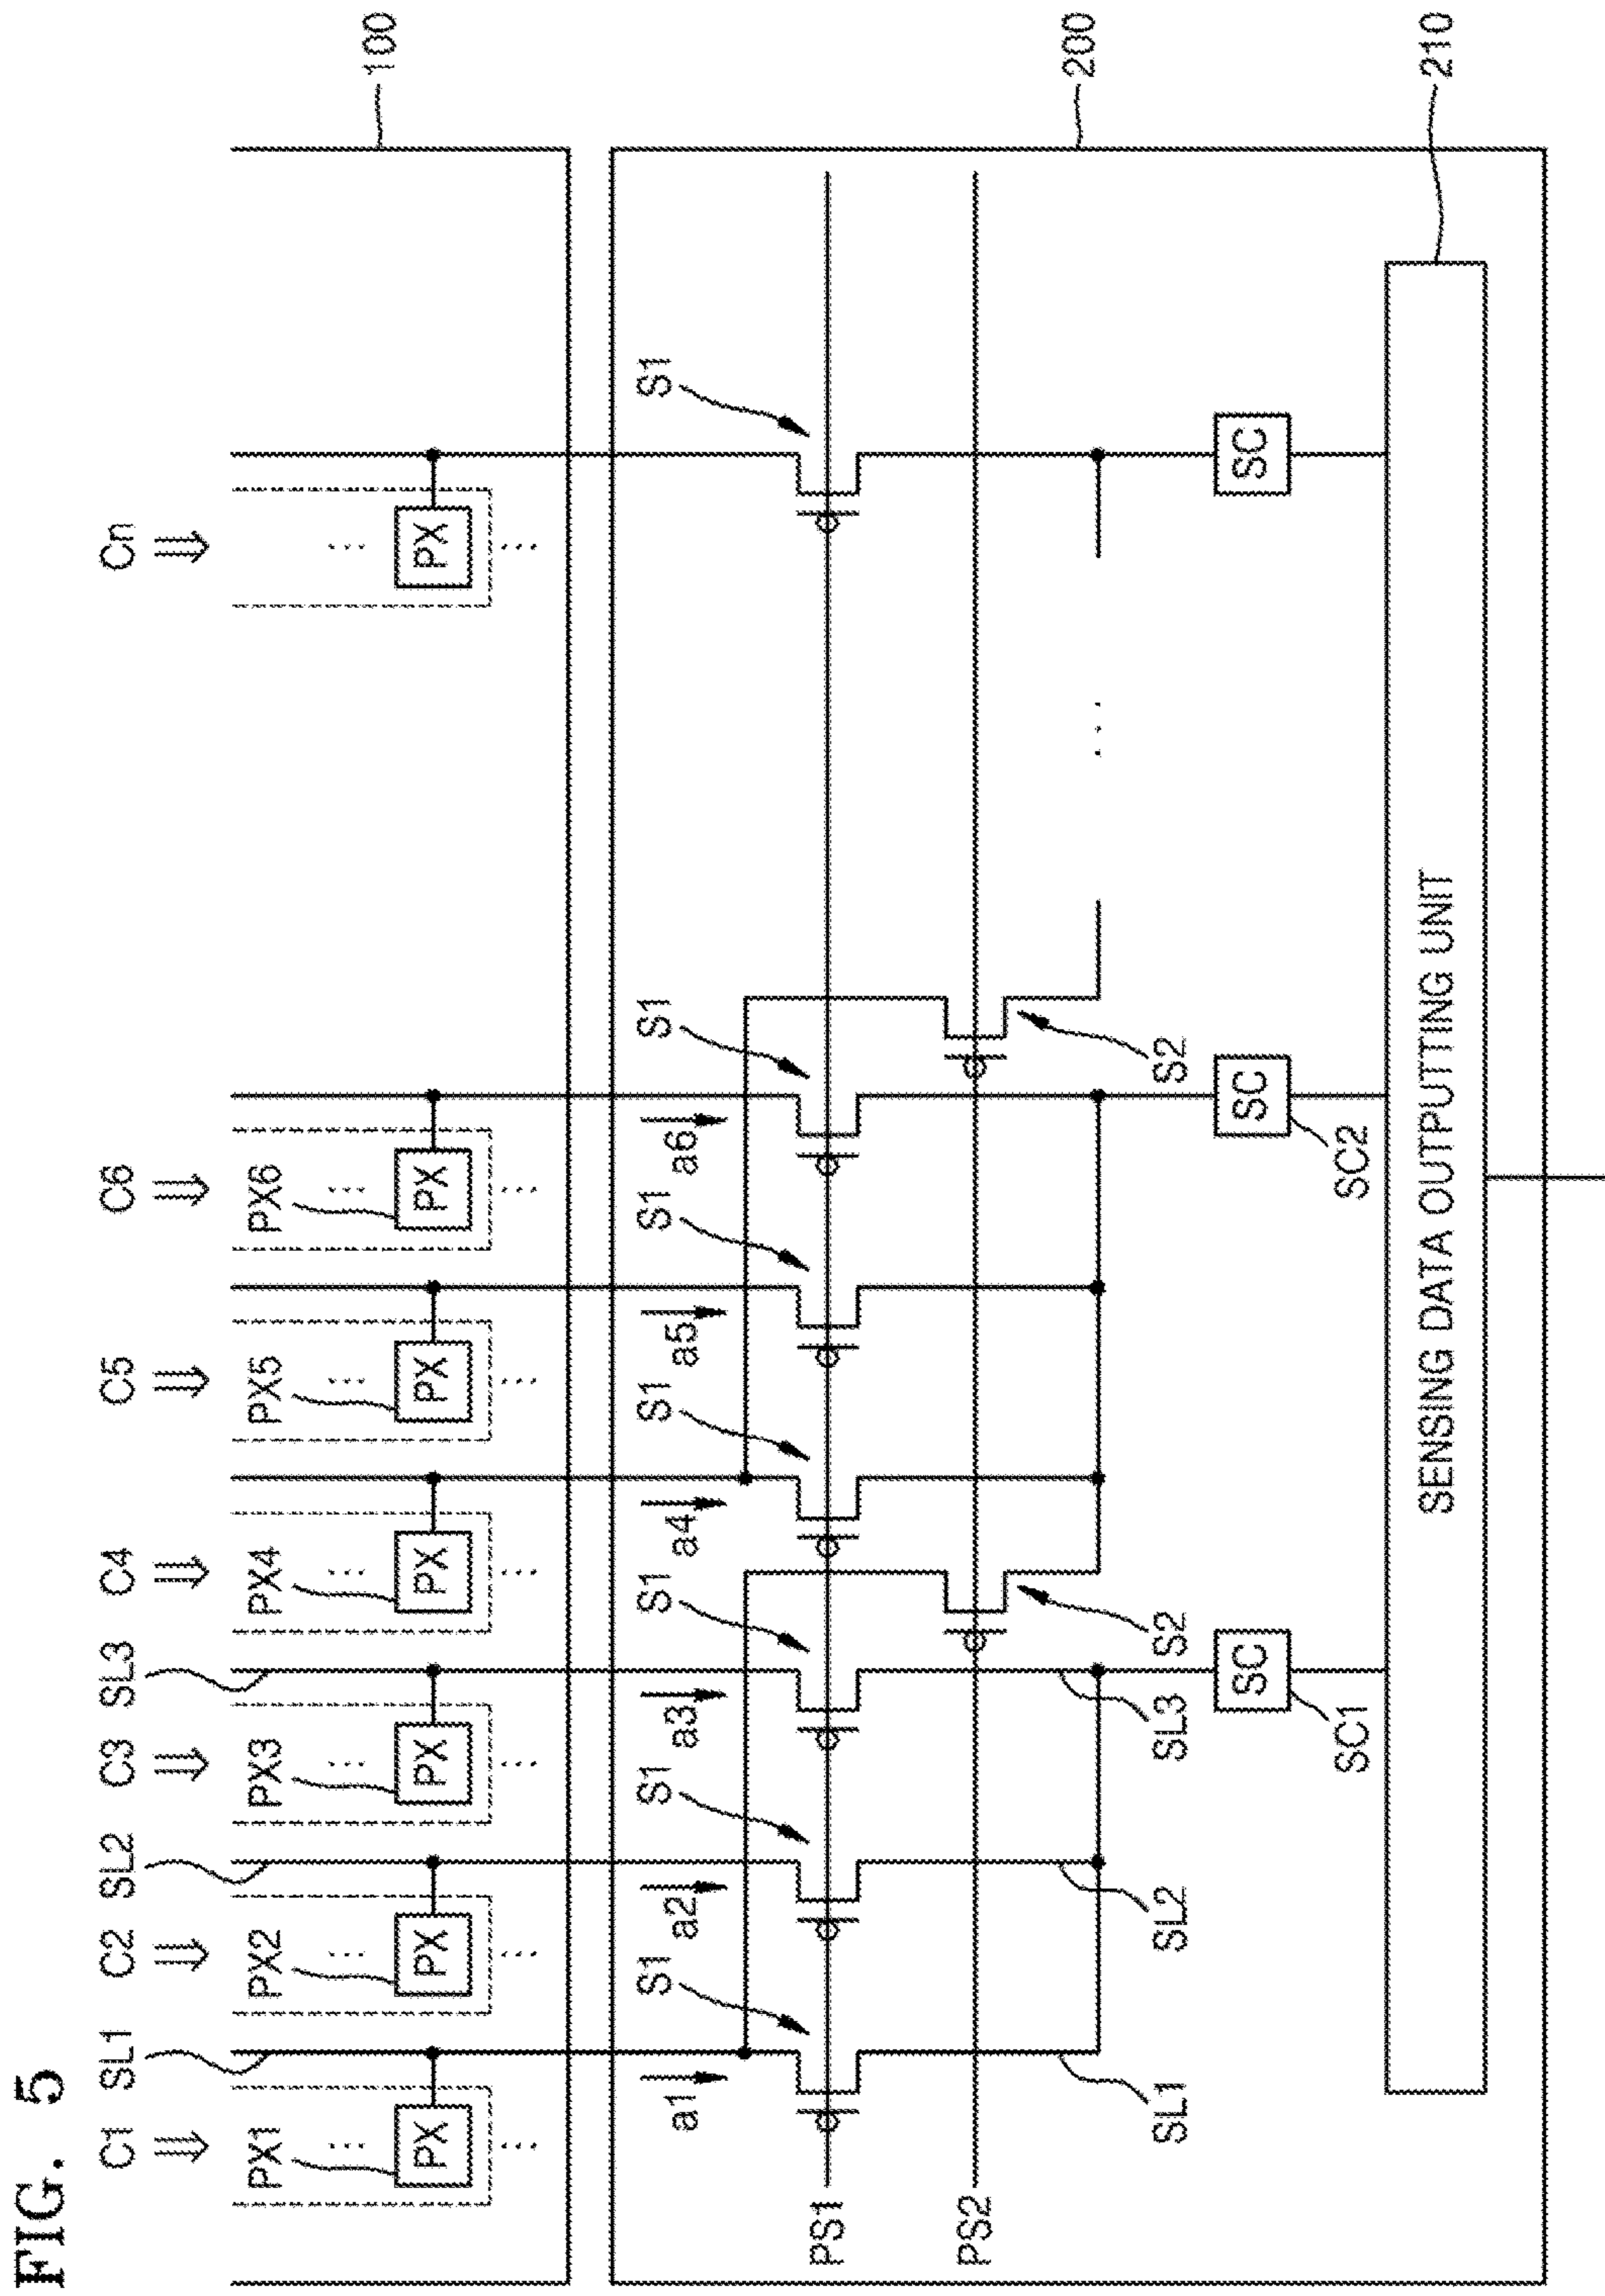 FIG. 5
C1 C2 C3 C4 C5 C6 Cn
SL1 SL2 SL3
PX1 PX2 PX3 PX4 PX5 PX6
... ... ... ... ... ... ...
PX PX PX PX PX PX PX
... ... ... ... ... ... ...
100
S1 S1 S1 S1 S1 S1 S1
a1 a2 a3 a4 a5 a6
PS1
PS2
200
...
SL1 SL2 SL3 S2 S2
SC SC SC
SC1 SC2
SENSING DATA OUTPUTTING UNIT
210